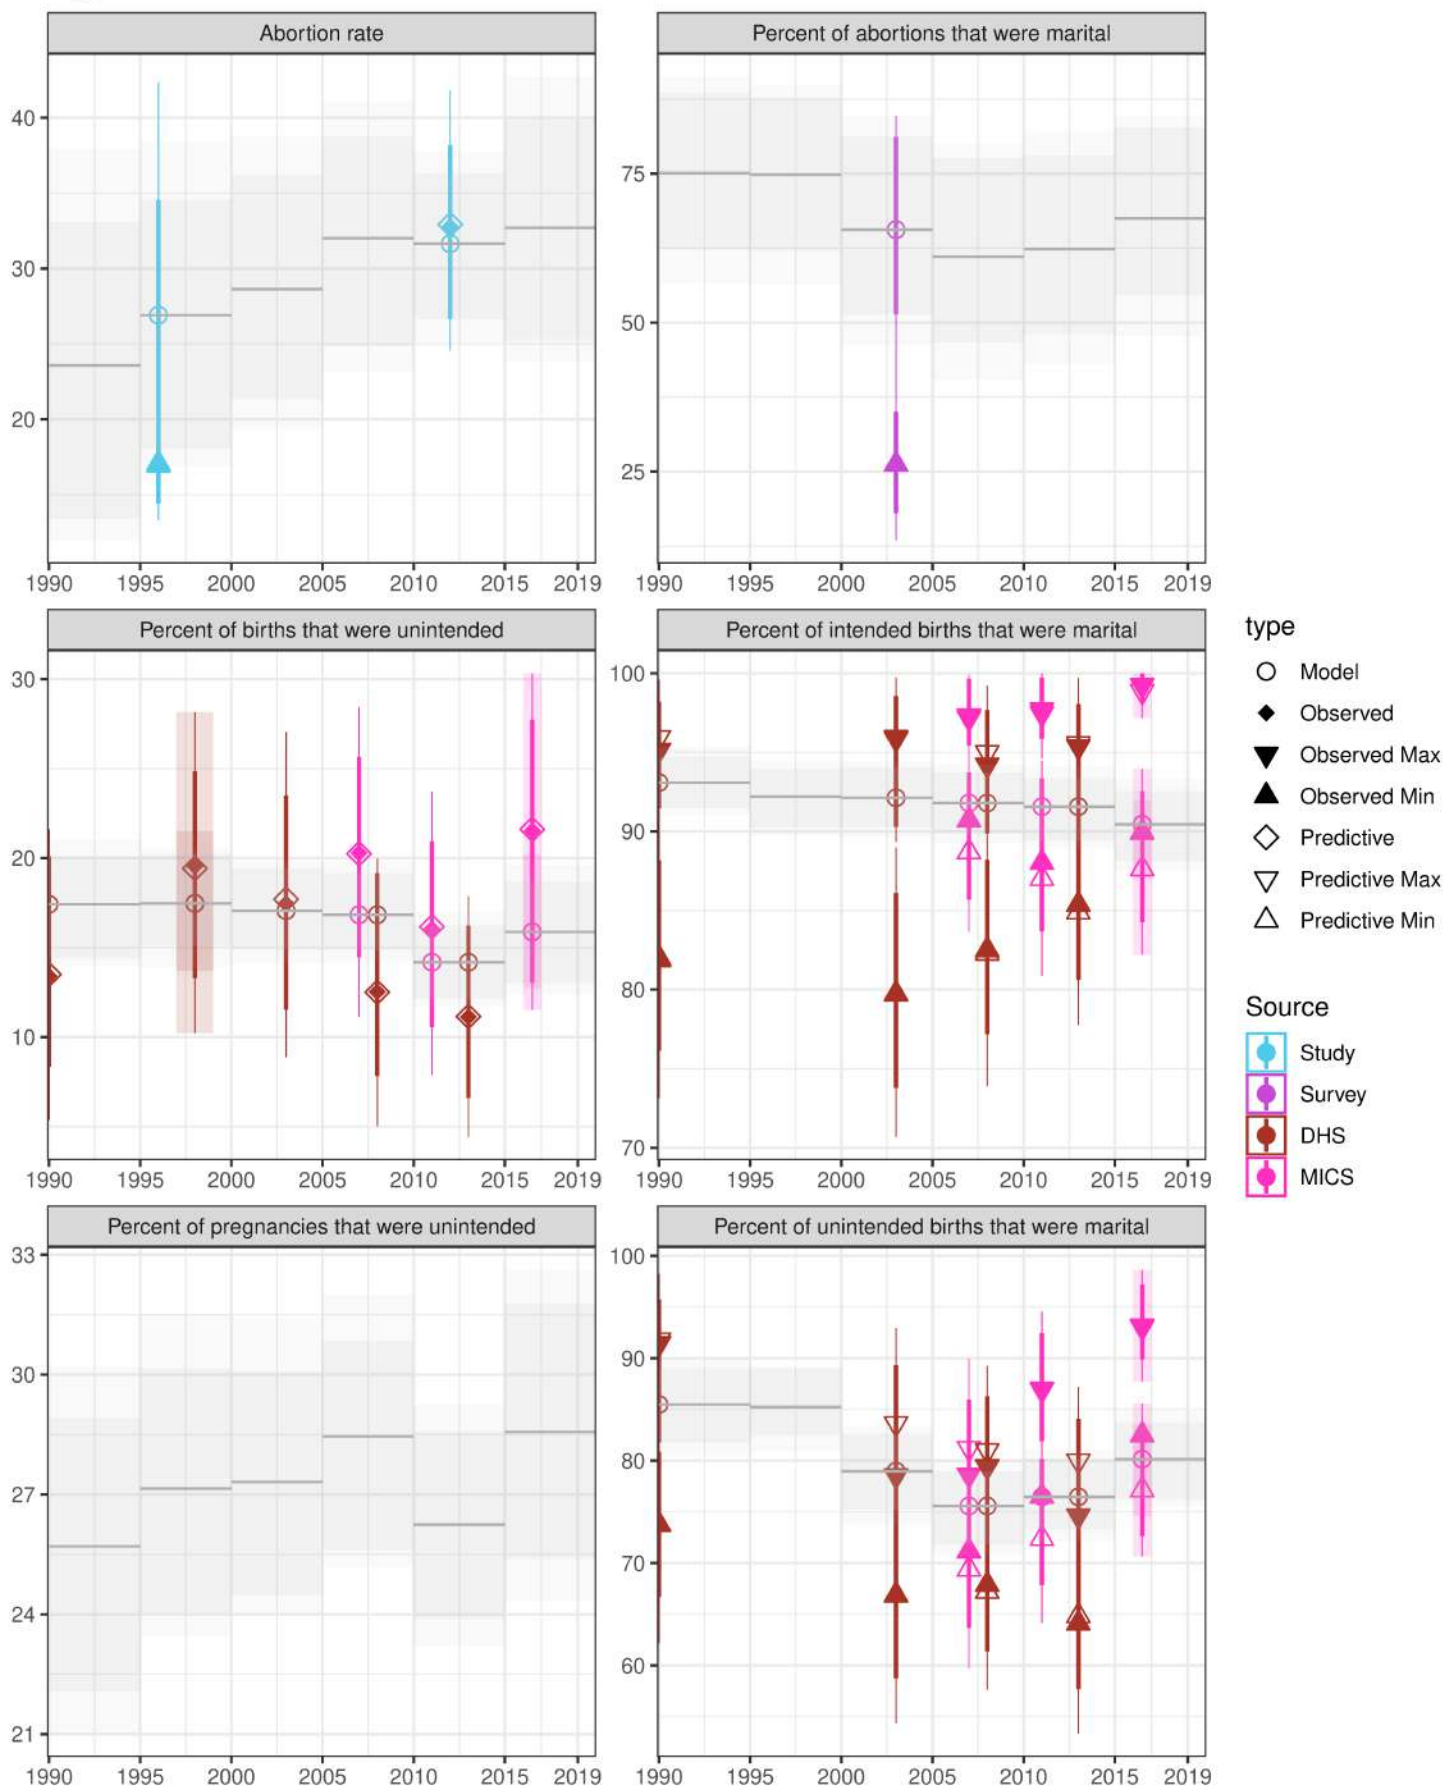 Abortion rate
Percent of abortions that were marital
40
30
20
75
50
25
1990 1995 2000 2005 2010 2015 2019
1990 1995 2000 2005 2010 2015 2019
Percent of births that were unintended
Percent of intended births that were marital
30
20
10
100
90
80
70
1990 1995 2000 2005 2010 2015 2019
1990 1995 2000 2005 2010 2015 2019
Percent of pregnancies that were unintended
Percent of unintended births that were marital
33
30
27
24
21
100
90
80
70
60
1990 1995 2000 2005 2010 2015 2019
1990 1995 2000 2005 2010 2015 2019
type
Model
Observed
Observed Max
Observed Min
Predictive
Predictive Max
Predictive Min
Source
Study
Survey
DHS
MICS